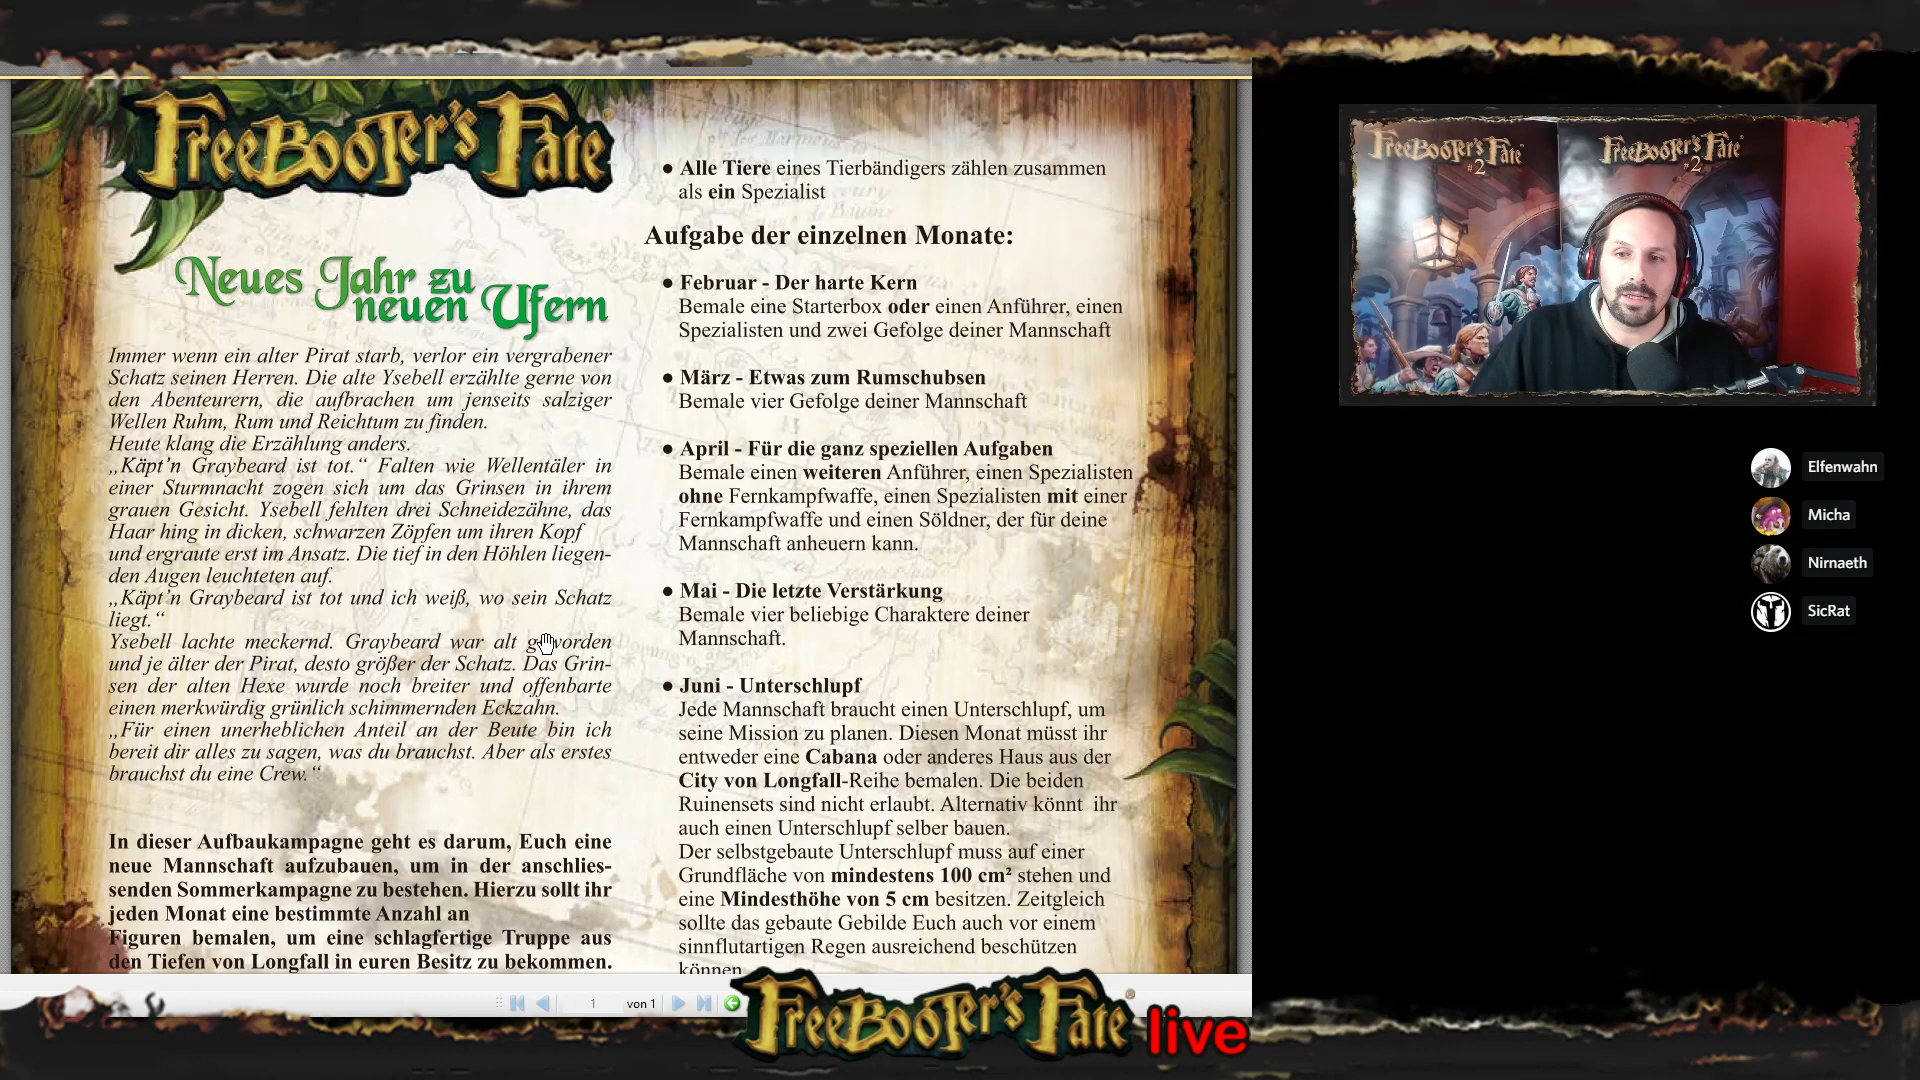 FreeBooTer's Fate
Neues Jahr zu
neuen Ufern
Immer wenn ein alter Pirat starb, verlor ein vergrabener
Schatz seinen Herren. Die alte Ysebell erzählte gerne von
den Abenteurern, die aufbrachen um jenseits salziger
Wellen Ruhm, Rum und Reichtum zu finden.
Heute klang die Erzählung anders.
„Käpt’n Graybeard ist tot.“ Falten wie Wellentäler in
einer Sturmnacht zogen sich um das Grinsen in ihrem
grauen Gesicht. Ysebell fehlten drei Schneidezähne, das
Haar hing in dicken, schwarzen Zöpfen um ihren Kopf
und ergraute erst im Ansatz. Die tief in den Höhlen liegen-
den Augen leuchteten auf.
„Käpt’n Graybeard ist tot und ich weiß, wo sein Schatz
liegt.“
Ysebell lachte meckernd. Graybeard war alt geworden
und je älter der Pirat, desto größer der Schatz. Das Grin-
sen der alten Hexe wurde noch breiter und offenbarte
einen merkwürdig grünlich schimmernden Eckzahn.
„Für einen unerheblichen Anteil an der Beute bin ich
bereit dir alles zu sagen, was du brauchst. Aber als erstes
brauchst du eine Crew.“
In dieser Aufbaukampagne geht es darum, Euch eine
neue Mannschaft aufzubauen, um in der anschlies-
senden Sommerkampagne zu bestehen. Hierzu sollt ihr
jeden Monat eine bestimmte Anzahl an
Figuren bemalen, um eine schlagfertige Truppe aus
den Tiefen von Longfall in euren Besitz zu bekommen.
● Alle Tiere eines Tierbändigers zählen zusammen
als ein Spezialist
Aufgabe der einzelnen Monate:
● Februar - Der harte Kern
Bemale eine Starterbox oder einen Anführer, einen
Spezialisten und zwei Gefolge deiner Mannschaft
● März - Etwas zum Rumschubsen
Bemale vier Gefolge deiner Mannschaft
● April - Für die ganz speziellen Aufgaben
Bemale einen weiteren Anführer, einen Spezialisten
ohne Fernkampfwaffe, einen Spezialisten mit einer
Fernkampfwaffe und einen Söldner, der für deine
Mannschaft anheuern kann.
● Mai - Die letzte Verstärkung
Bemale vier beliebige Charaktere deiner
Mannschaft.
● Juni - Unterschlupf
Jede Mannschaft braucht einen Unterschlupf, um
seine Mission zu planen. Diesen Monat müsst ihr
entweder eine Cabana oder anderes Haus aus der
City von Longfall-Reihe bemalen. Die beiden
Ruinensets sind nicht erlaubt. Alternativ könnt ihr
auch einen Unterschlupf selber bauen.
Der selbstgebaute Unterschlupf muss auf einer
Grundfläche von mindestens 100 cm² stehen und
eine Mindesthöhe von 5 cm besitzen. Zeitgleich
sollte das gebaute Gebilde Euch auch vor einem
sinnflutartigen Regen ausreichend beschützen
können
1 von 1
FreeBooTer's Fate ® live
FreeBooTer's Fate #2
FreeBooTer's Fate #2
Elfenwahn
Micha
Nirnaeth
SicRat